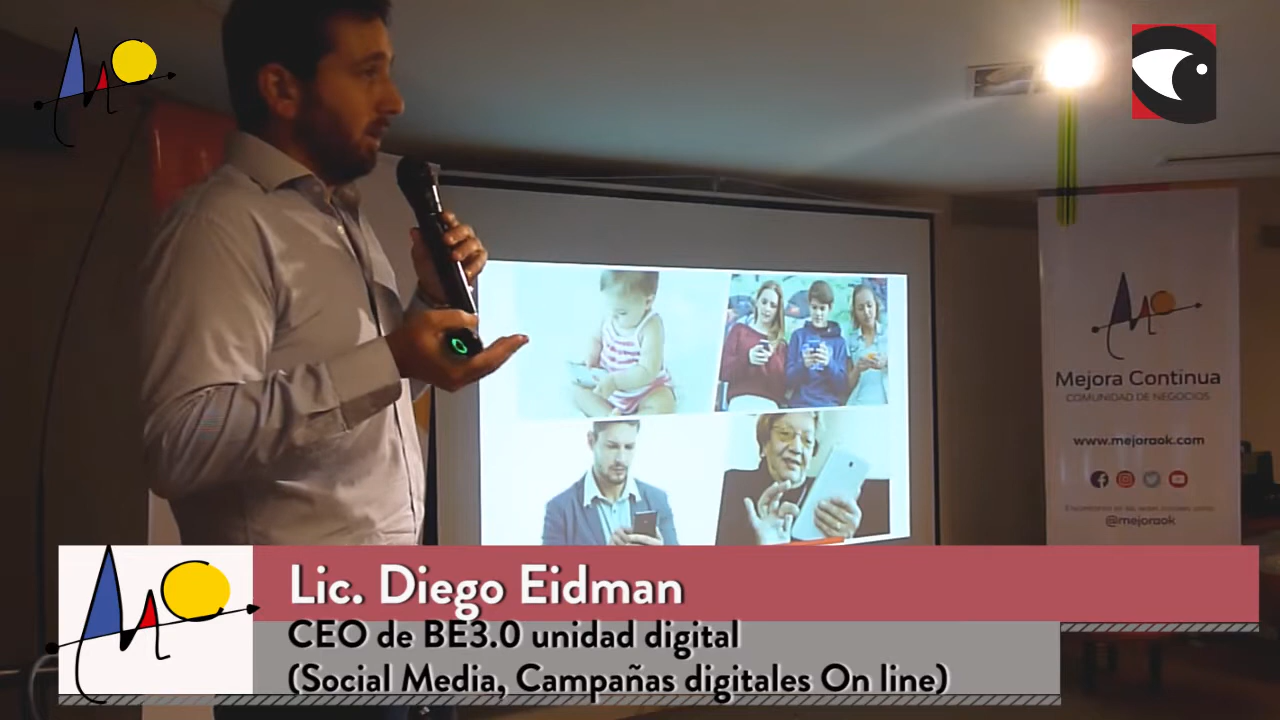 Mejora Continua
COMUNIDAD DE NEGOCIOS
www.mejoraok.com
@mejoraok
Lic. Diego Eidman
CEO de BE3.0 unidad digital
(Social Media, Campañas digitales On line)